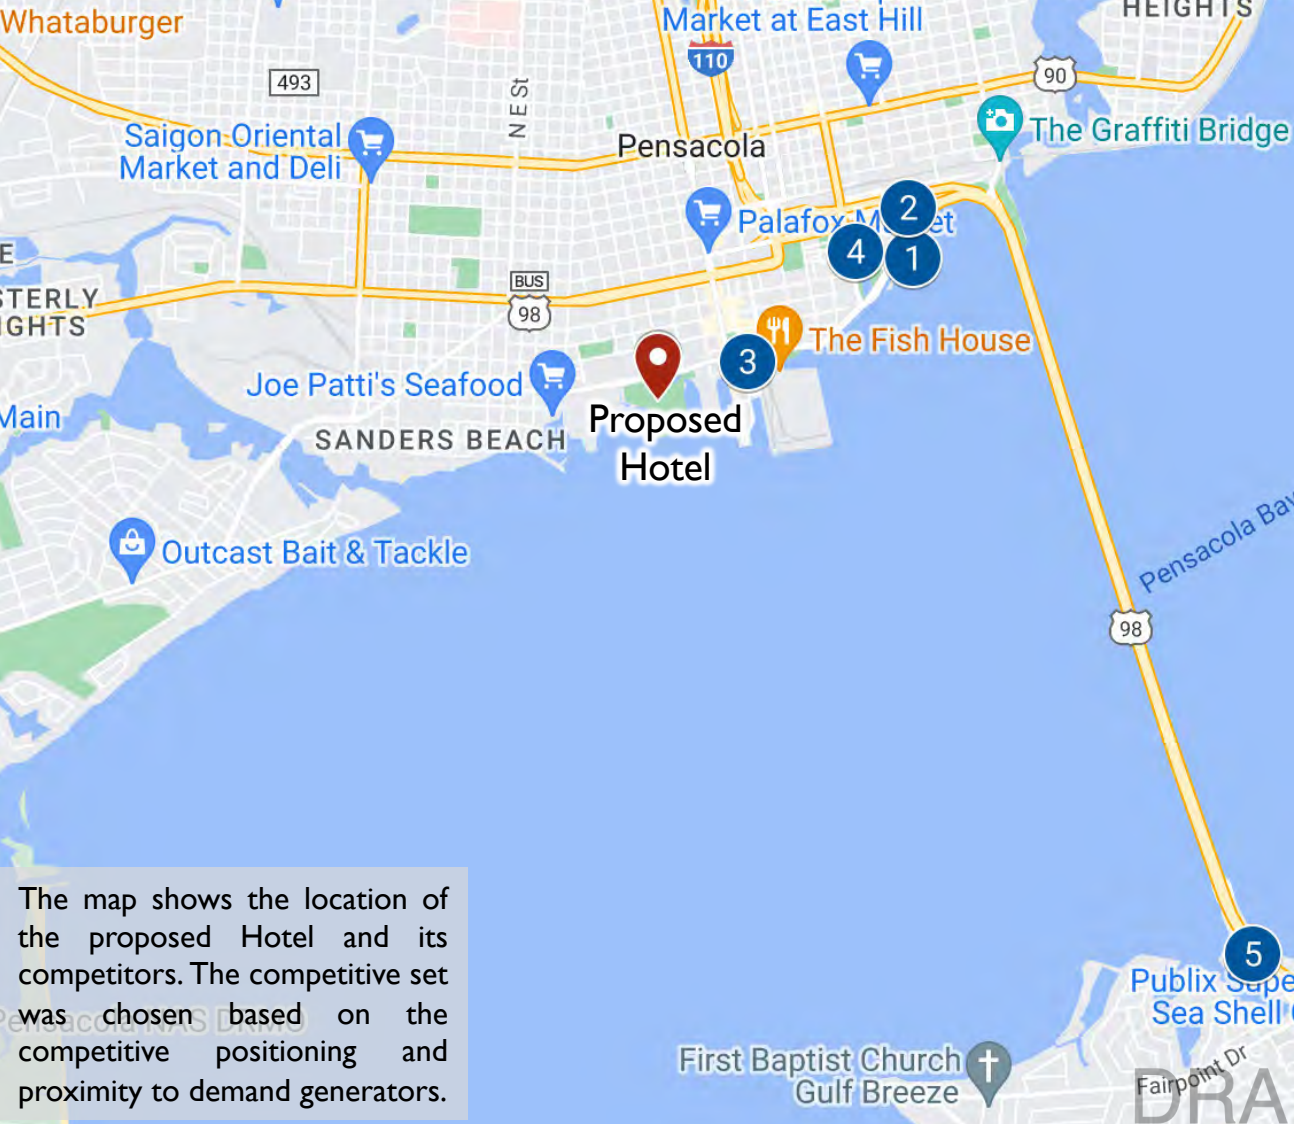 Whataburger
Market at East Hill
HEIGHTS
110
90
493
N E St
Saigon Oriental
Market and Deli
Pensacola
The Graffiti Bridge
2
Palafox
4
1
E
BUS
98
The Fish House
3
Joe Patti's Seafood
Main
SANDERS BEACH
Proposed
Hotel
Outcast Bait & Tackle
Pensacola Bay
98
The map shows the location of
the proposed Hotel and its
competitors. The competitive set
was chosen based on the
competitive positioning and
proximity to demand generators.
5
Publix
Sea Shell
First Baptist Church
Gulf Breeze
Fairpoint Dr
DRA